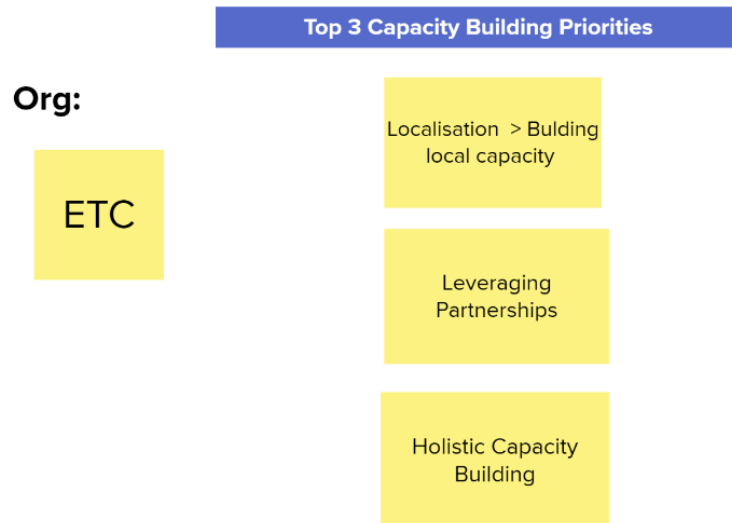 Top 3 Capacity Building Priorities
Org:
ETC
Localisation > Bulding
local capacity
Leveraging
Partnerships
Holistic Capacity
Building